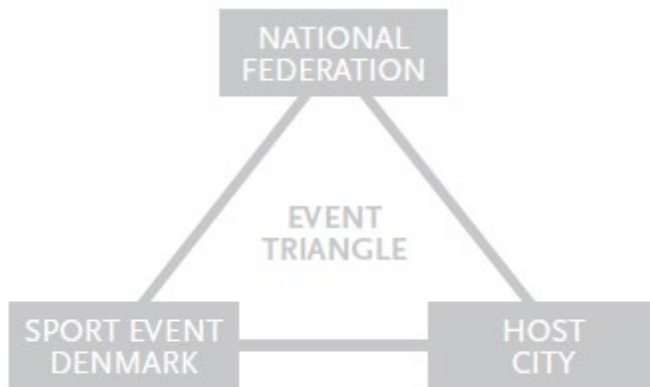 NATIONAL
FEDERATION
EVENT
TRIANGLE
SPORT EVENT
DENMARK
HOST
CITY